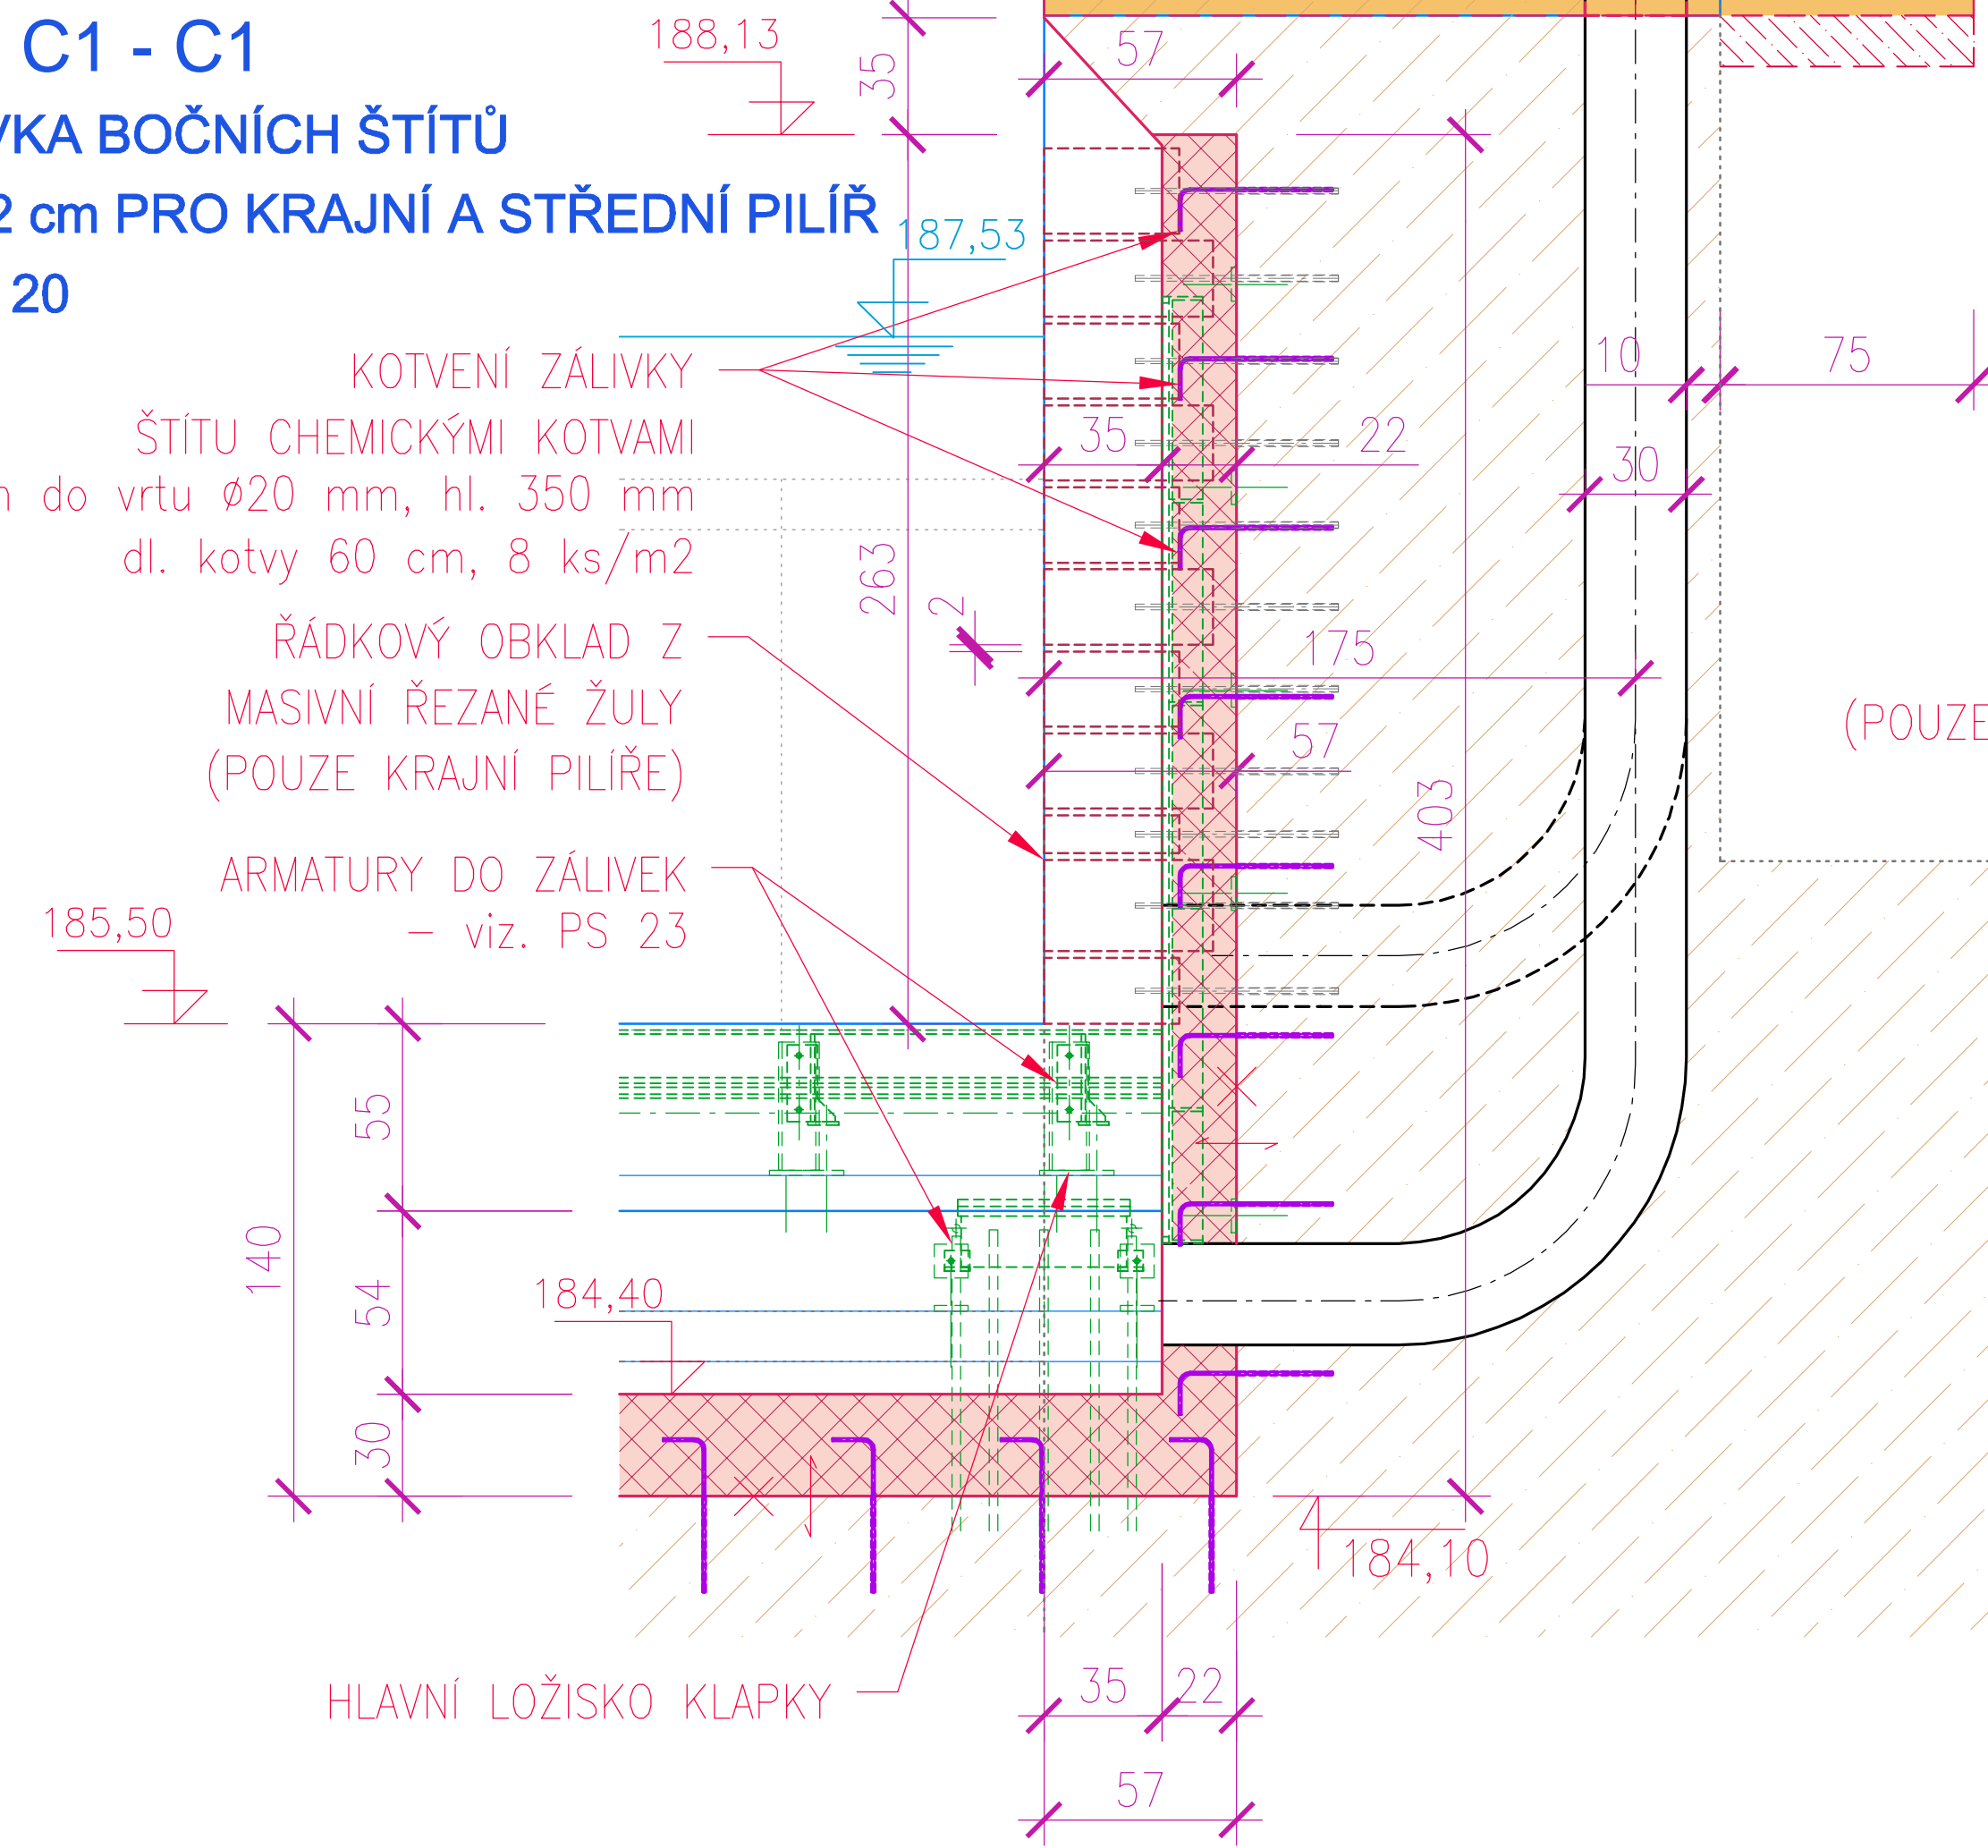 C1 - C1
BOČNÍCH ŠTÍTŮ
2 cm PRO KRAJNÍ A STŘEDNÍ PILÍŘ
20
188,13
35
57
187,53
KOTVENÍ ZÁLIVKY
ŠTÍTU CHEMICKÝMI KOTVAMI
do vrtu ø20 mm, hl. 350 mm
dl. kotvy 60 cm, 8 ks/m2
10
75
35
22
30
263
2
ŘÁDKOVÝ OBKLAD Z
MASIVNÍ ŘEZANÉ ŽULY
(POUZE KRAJNÍ PILÍŘE)
175
57
(POUZE
403
ARMATURY DO ZÁLIVEK
– viz. PS 23
185,50
55
140
54
184,40
30
184,10
HLAVNÍ LOŽISKO KLAPKY
35
22
57